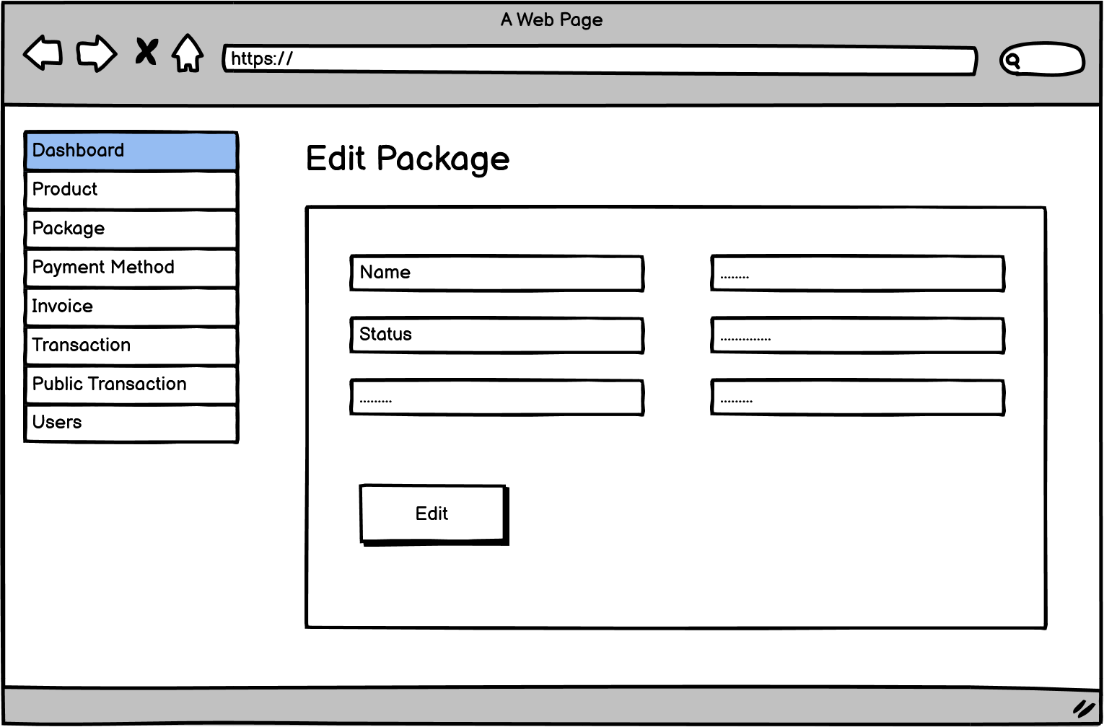 A Web Page
https://
Dashboard
Product
Package
Payment Method
Invoice
Transaction
Public Transaction
Users
Edit Package
Name
........
Status
..............
.........
.........
Edit